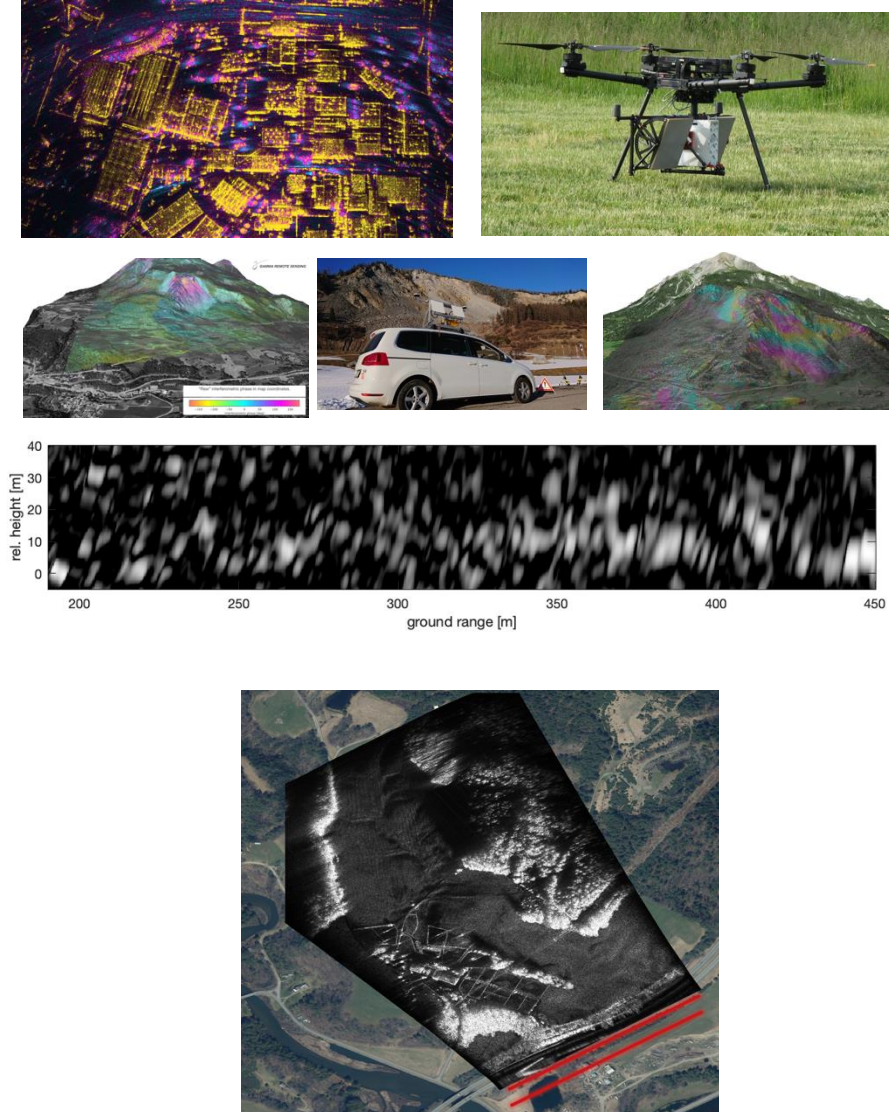 GAMMA REMOTE SENSING
"Raw" interferometric phase in map coordinates
40
30
20
10
0
rel. height [m]
200
250
300
350
400
450
ground range [m]